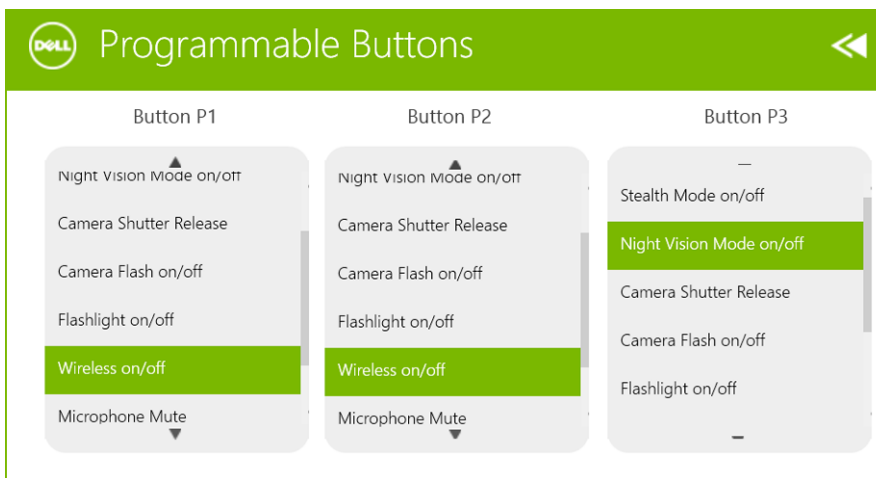 DELL
Programmable Buttons
Button P1
Night Vision Mode on/off
Camera Shutter Release
Camera Flash on/off
Flashlight on/off
Wireless on/off
Microphone Mute
Button P2
Night Vision Mode on/off
Camera Shutter Release
Camera Flash on/off
Flashlight on/off
Wireless on/off
Microphone Mute
Button P3
Stealth Mode on/off
Night Vision Mode on/off
Camera Shutter Release
Camera Flash on/off
Flashlight on/off